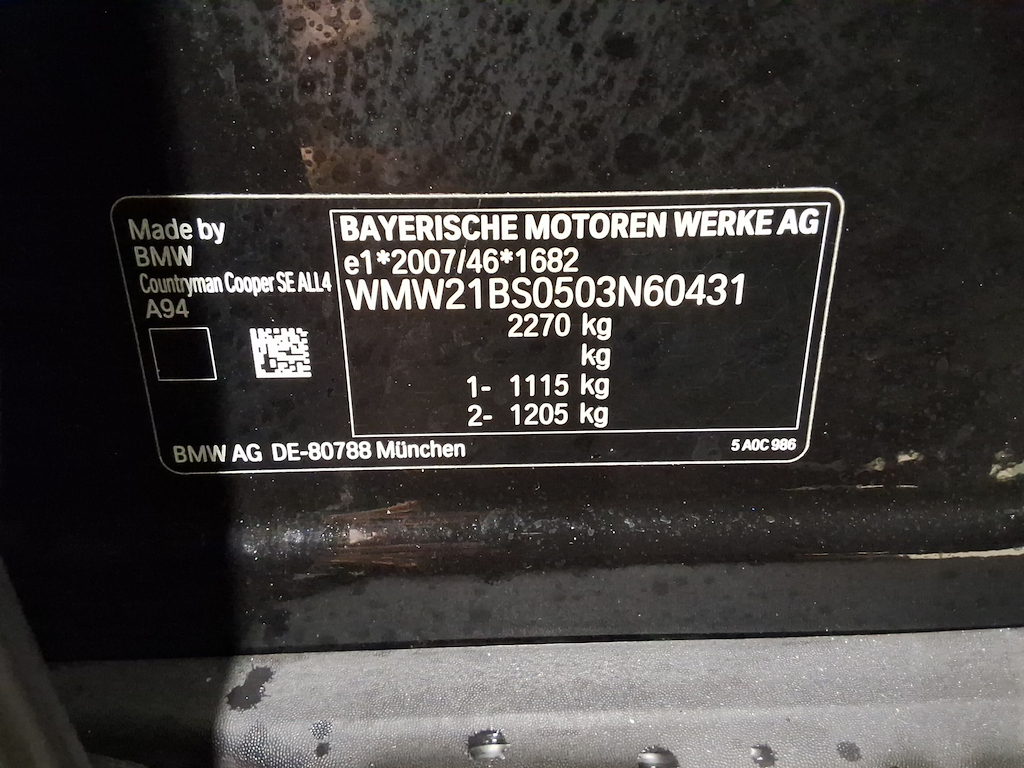 Made by
BMW
Countryman Cooper SE ALL4
A94
BAYERISCHE MOTOREN WERKE AG
e1*2007/46*1682
WMW21BS0503N60431
2270 kg
kg
1- 1115 kg
2- 1205 kg
BMW AG DE-80788 München
5 A0C 986